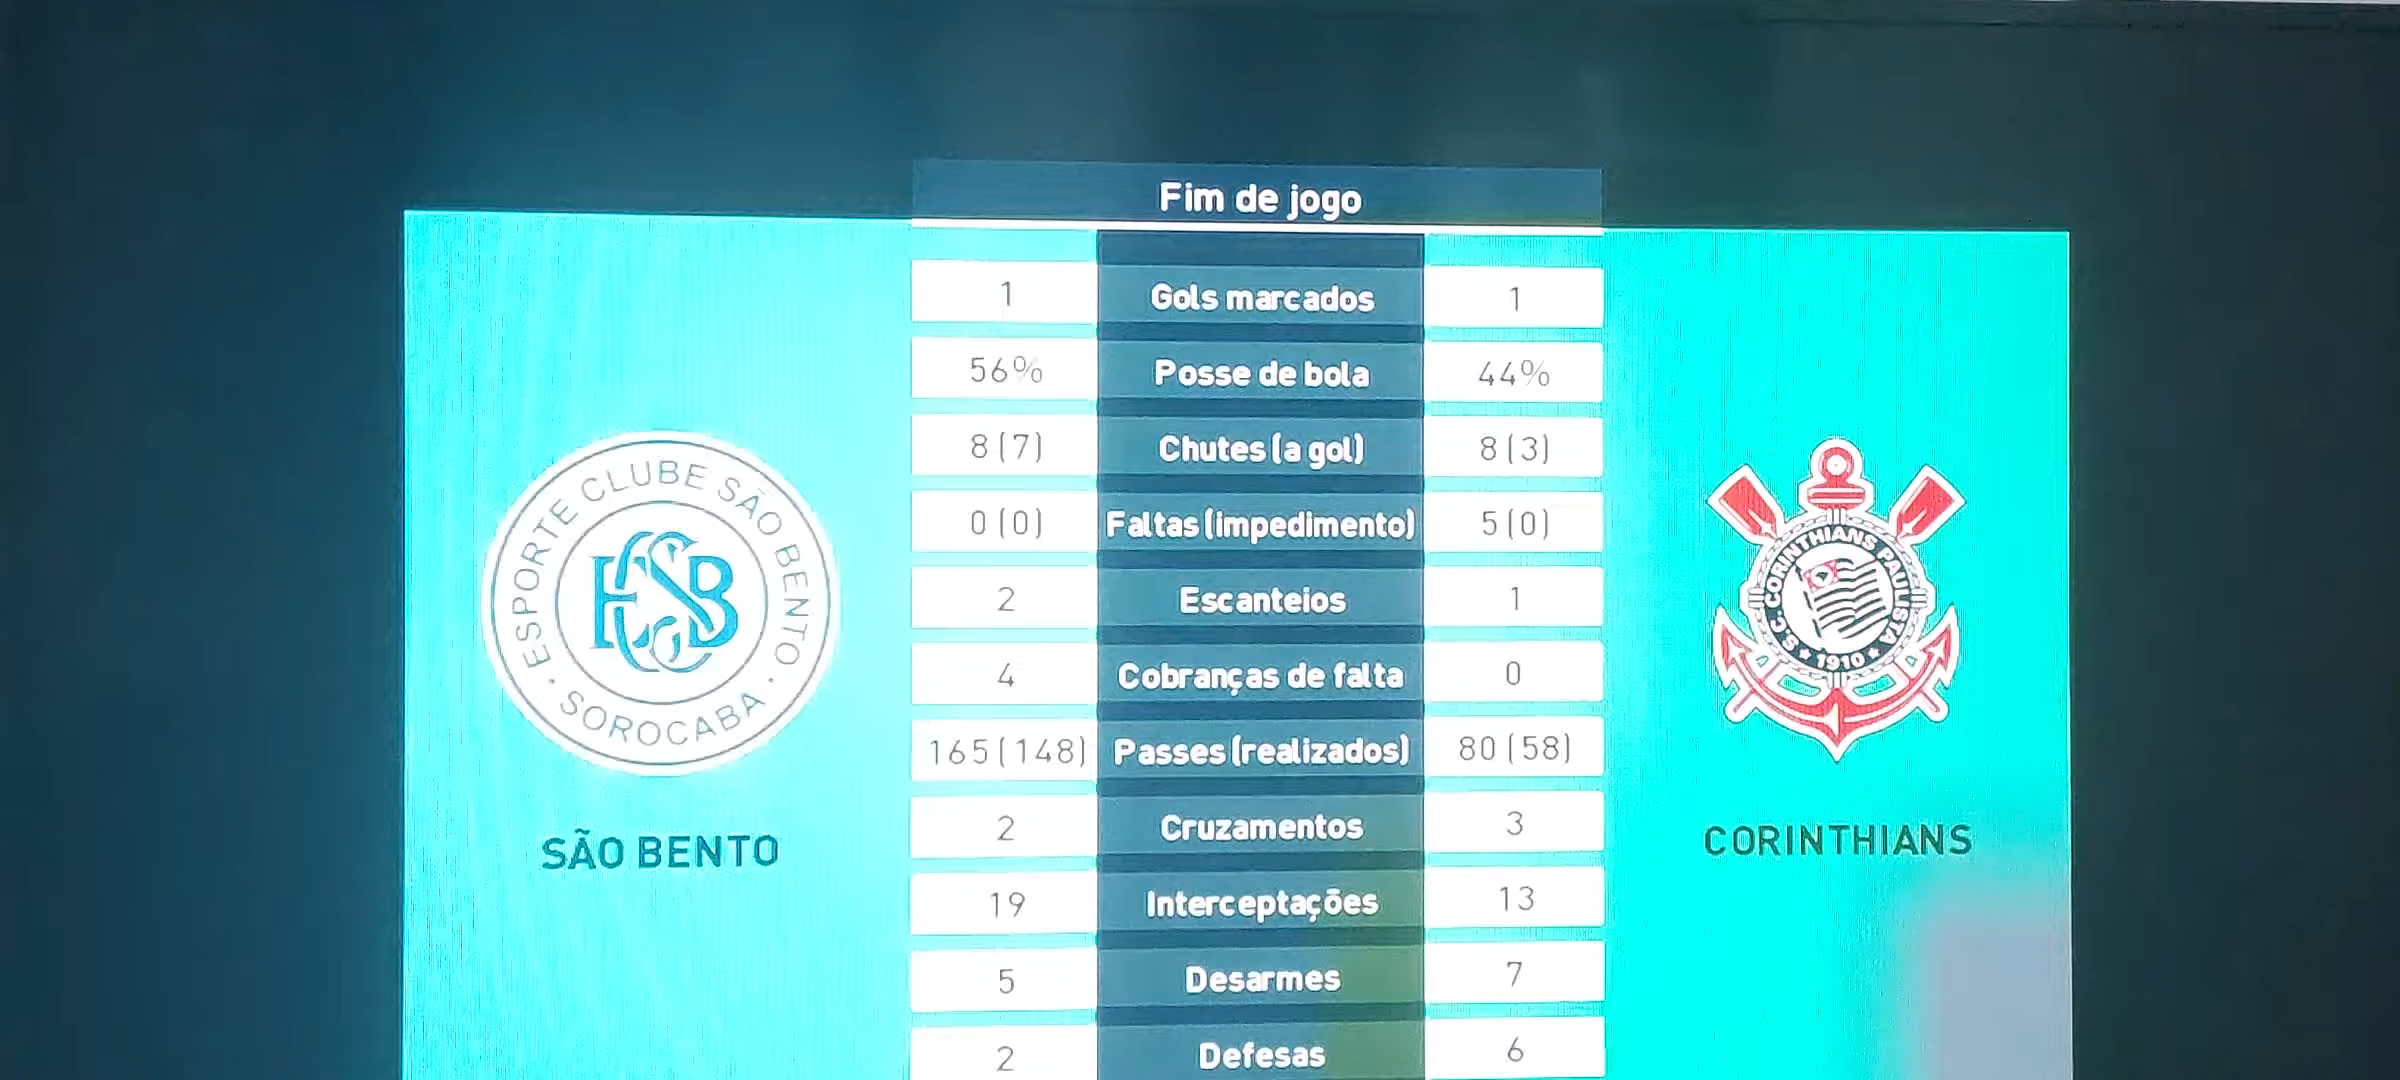 Fim de jogo
1 Gols marcados 1
56% Posse de bola 44%
8 (7) Chutes (a gol) 8 (3)
0 (0) Faltas (impedimento) 5 (0)
2 Escanteios 1
4 Cobranças de falta 0
165 (148) Passes (realizados) 80 (58)
2 Cruzamentos 3
19 Interceptações 13
5 Desarmes 7
2 Defesas 6
ESPORTE CLUBE SÃO BENTO
SOROCABA
ECSB
SÃO BENTO
S.C. CORINTHIANS PAULISTA
1910
CORINTHIANS